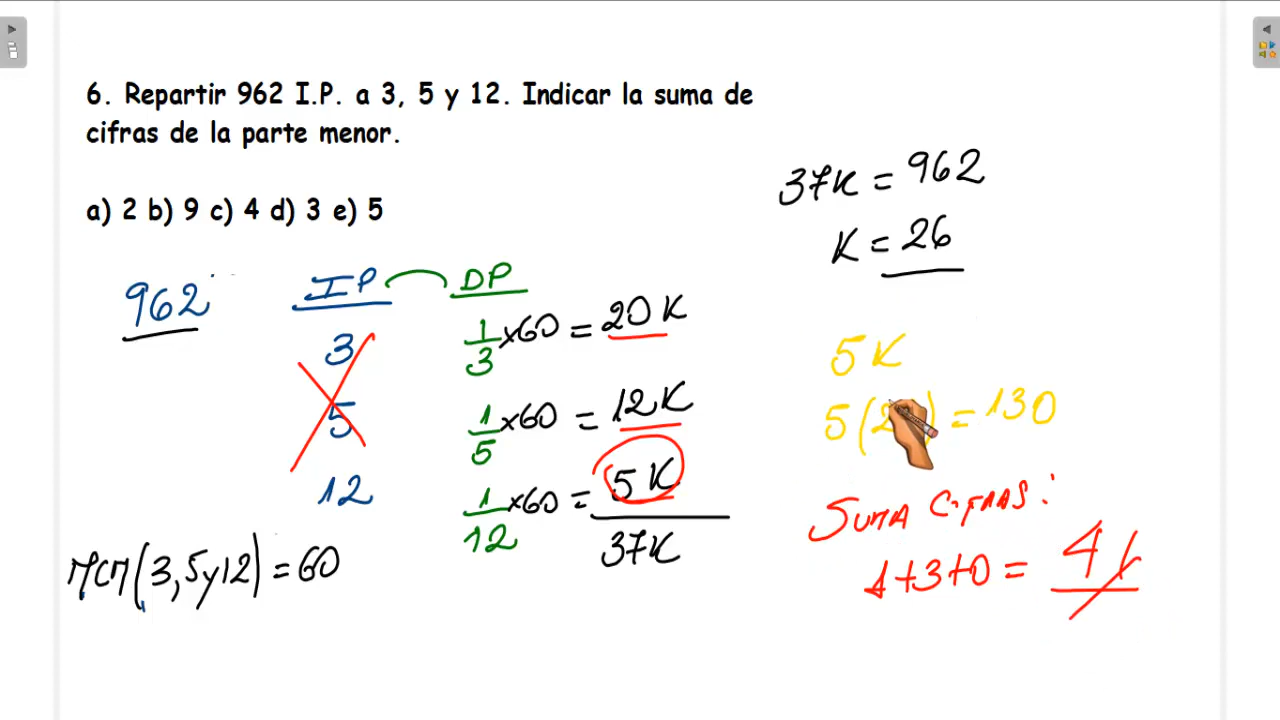 6. Repartir 962 I.P. a 3, 5 y 12. Indicar la suma de
cifras de la parte menor.
a) 2 b) 9 c) 4 d) 3 e) 5
962
IP
3
5
12
MCM(3,5y12)=60
DP
1/3 x60 = 20K
1/5 x60 = 12K
1/12 x60 = 5K
37K
37K = 962
K = 26
5K
5(2 ) = 130
SUMA CIFRAS:
1+3+0 = 4